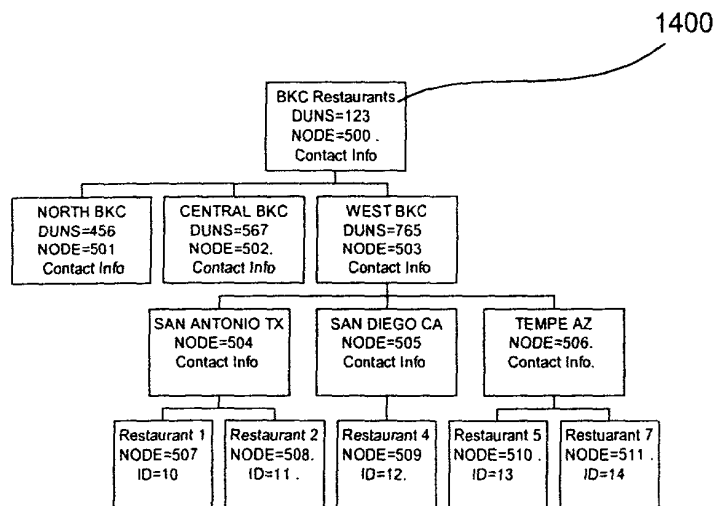 1400
BKC Restaurants
DUNS=123
NODE=500 .
Contact Info
NORTH BKC
DUNS=456
NODE=501
Contact Info
CENTRAL BKC
DUNS=567
NODE=502.
Contact Info
WEST BKC
DUNS=765
NODE=503
Contact Info
SAN ANTONIO TX
NODE=504
Contact Info
SAN DIEGO CA
NODE=505
Contact Info
TEMPE AZ
NODE=506.
Contact Info.
Restaurant 1
NODE=507
ID=10
Restaurant 2
NODE=508.
ID=11 .
Restaurant 4
NODE=509
ID=12.
Restaurant 5
NODE=510 .
ID=13
Restuarant 7
NODE=511 .
ID=14